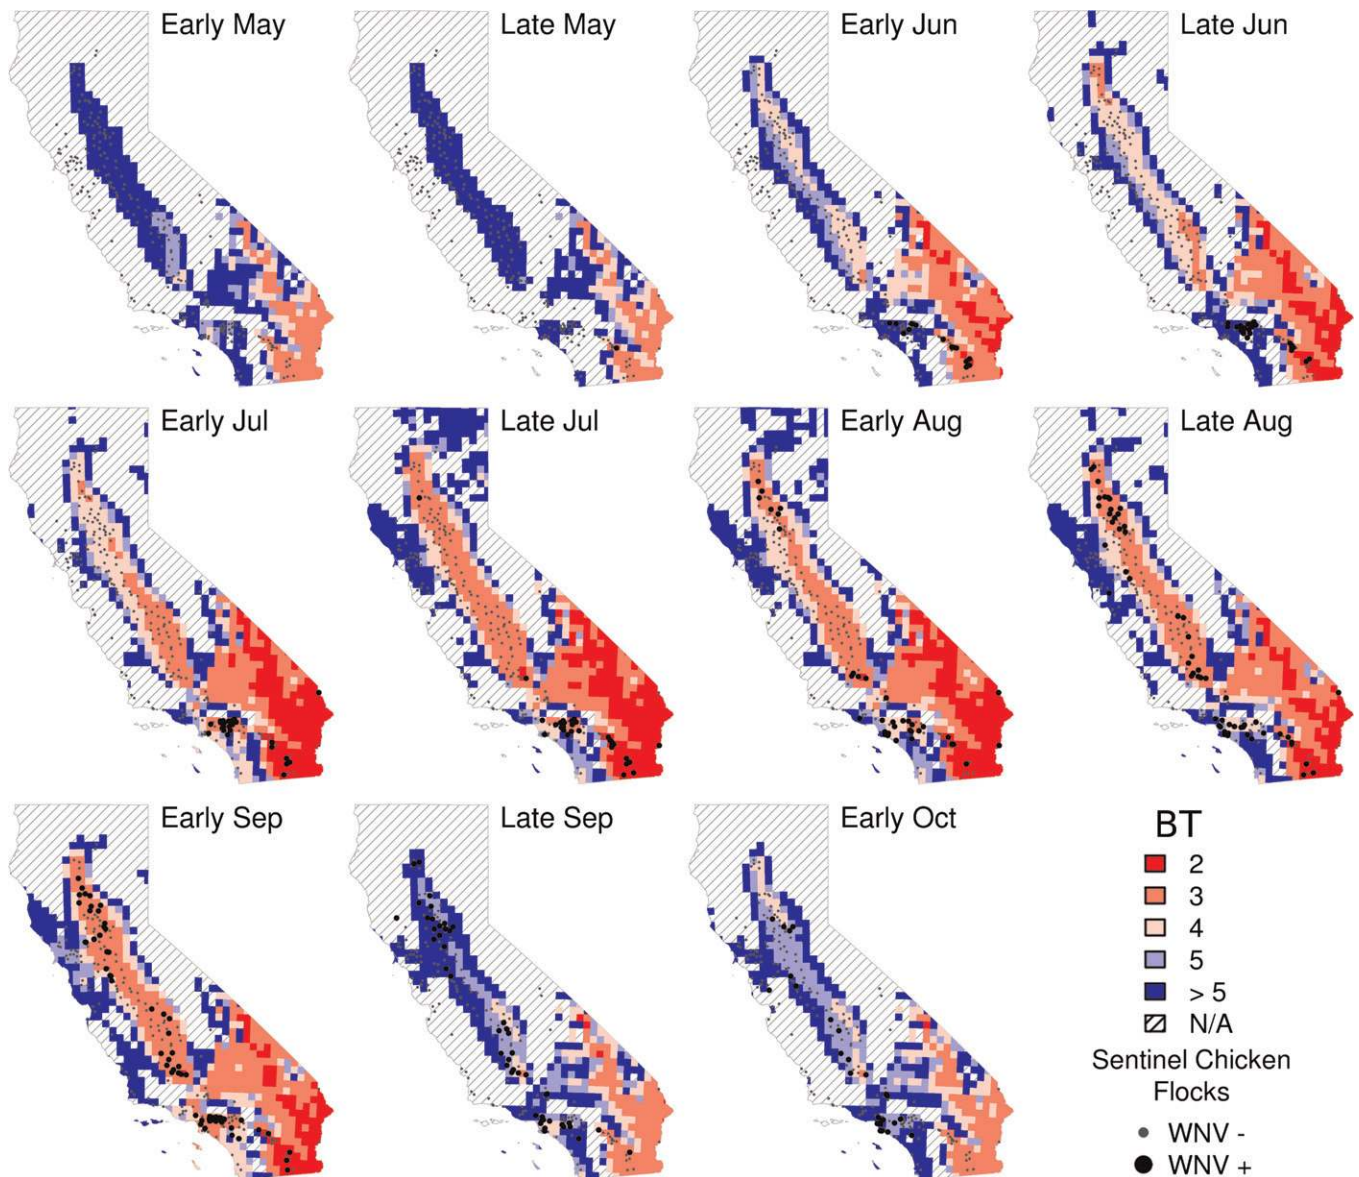 Early May
Late May
Early Jun
Late Jun
Early Jul
Late Jul
Early Aug
Late Aug
Early Sep
Late Sep
Early Oct
BT
2
3
4
5
> 5
N/A
Sentinel Chicken
Flocks
WNV -
WNV +